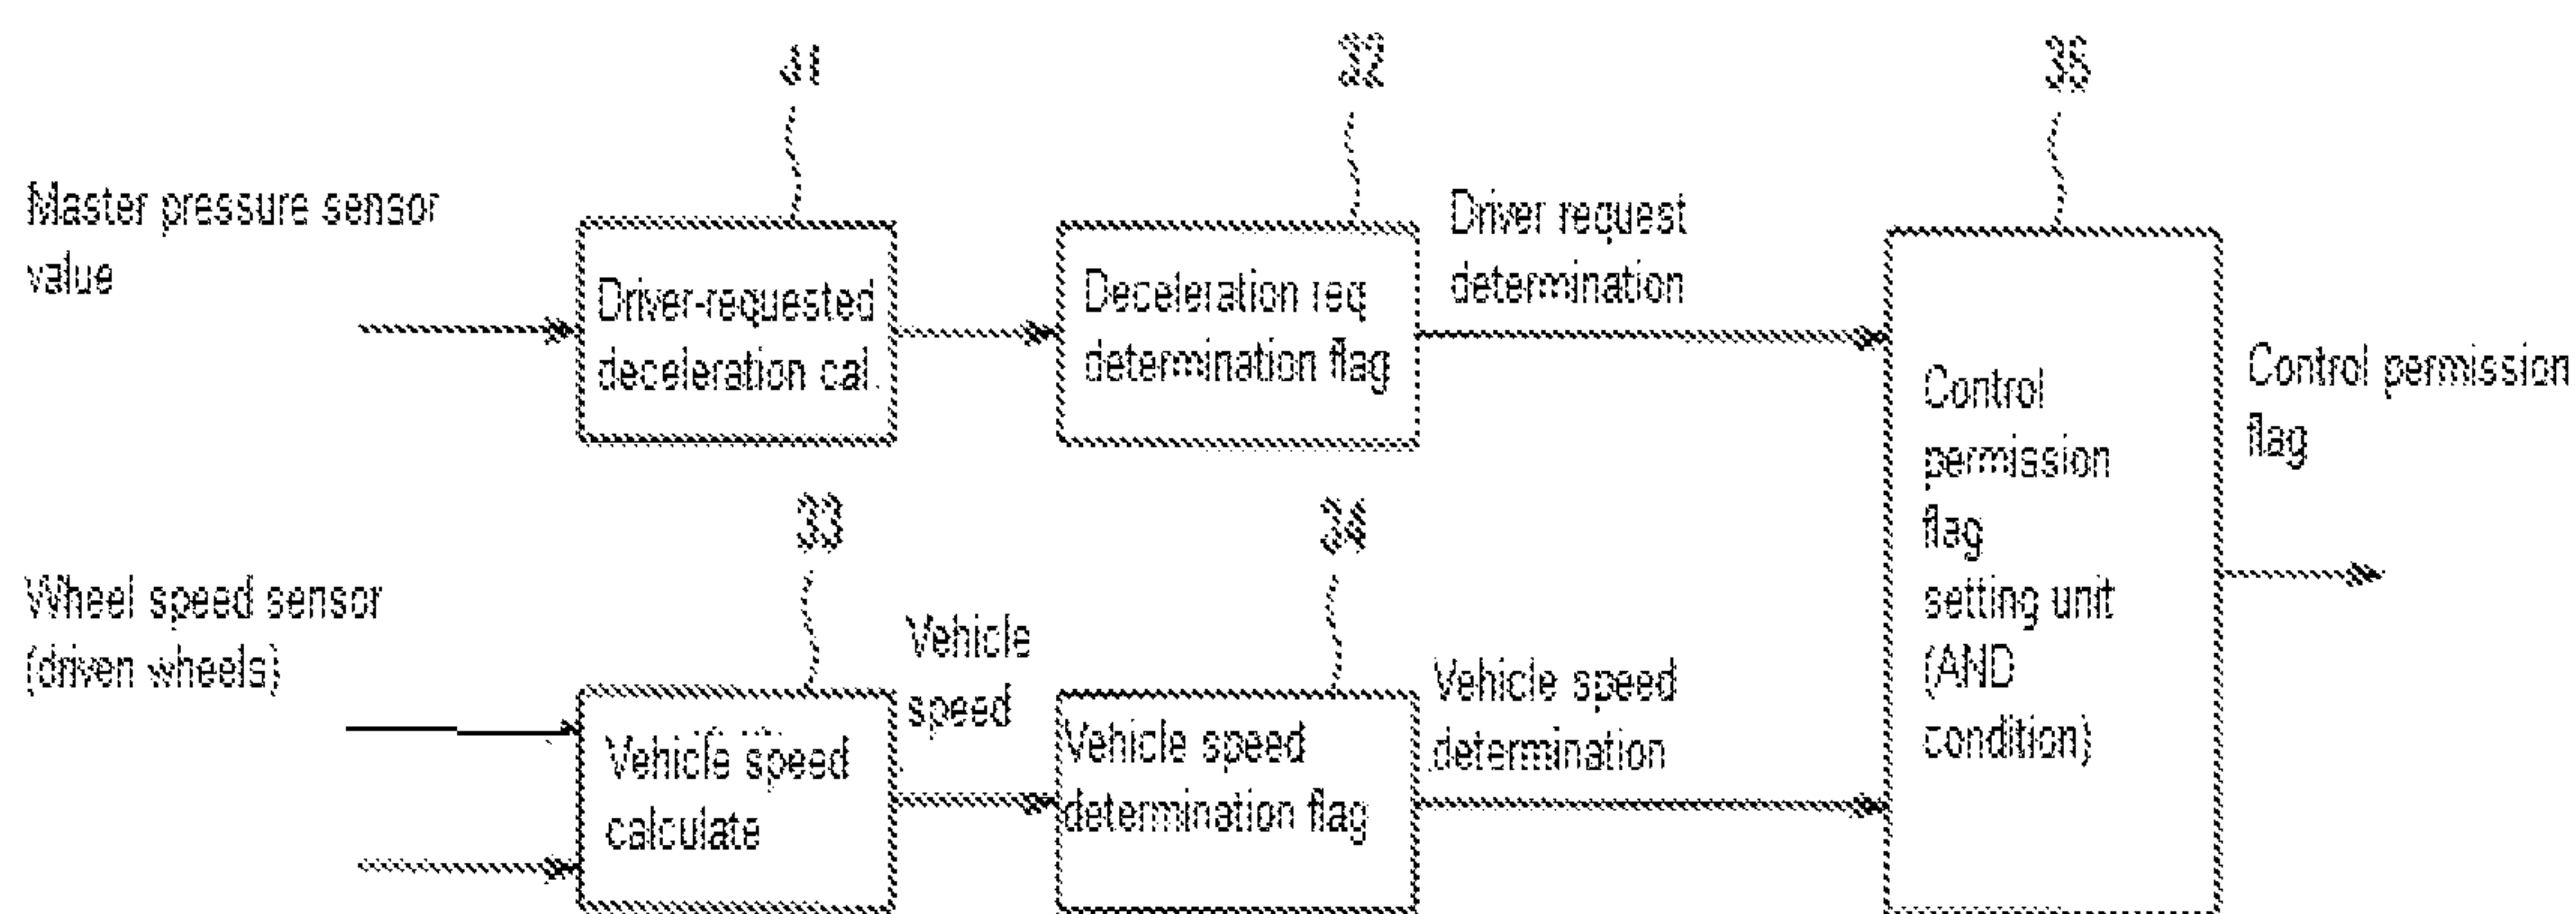 41
32
35
Master pressure sensor
value
Driver-requested
deceleration cal.
Deceleration req
determination flag
Driver request
determination
Control
permission
flag
setting unit
(AND
condition)
Control permission
flag
33
34
Wheel speed sensor
(driven wheels)
Vehicle speed
calculate
Vehicle
speed
Vehicle speed
determination flag
Vehicle speed
determination